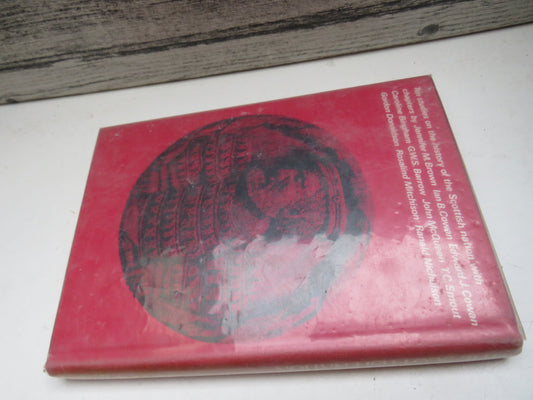 Ten studies on the history of the Scottish nation, with
chapters by Jennifer M. Brown Ian B. Cowan Edward J. Cowan
Caroline Bingham G.W.S. Barrow John McQueen T.C. Smout
Gordon Donaldson Rosalind Mitchison Ranald Nicholson